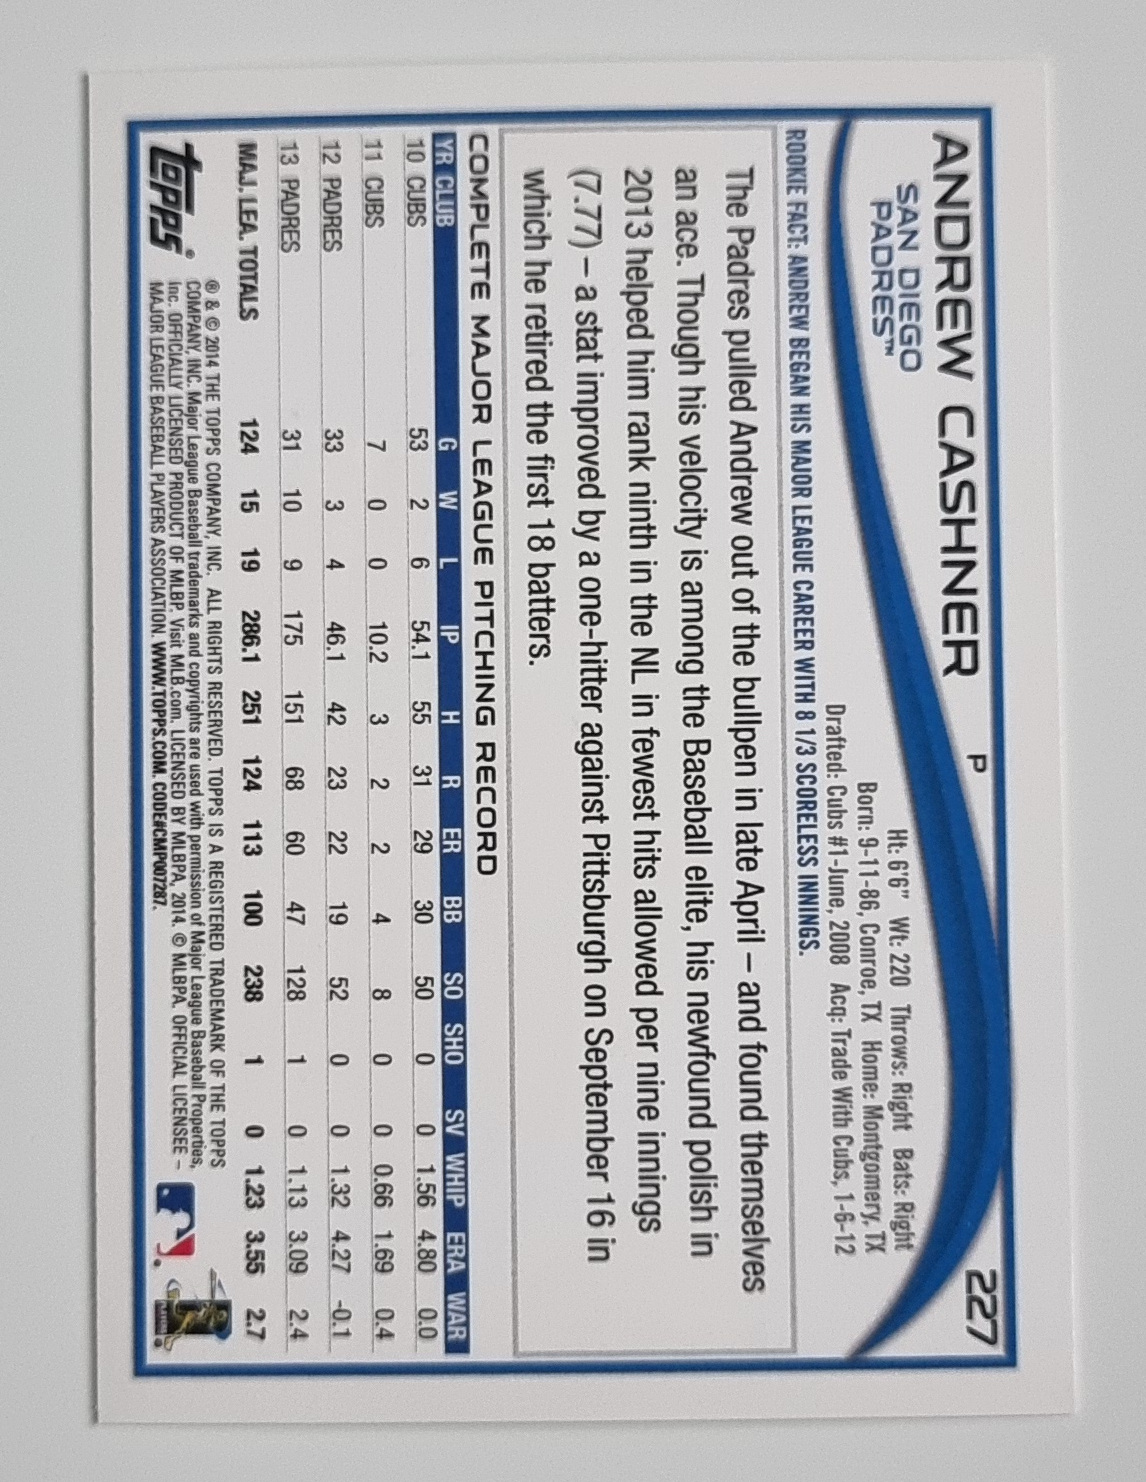 ANDREW CASHNER P 227
SAN DIEGO
PADRES™
Ht: 6'6" Wt: 220 Throws: Right Bats: Right
Born: 9-11-86, Conroe, TX Home: Montgomery, TX
Drafted: Cubs #1-June, 2008 Acq: Trade With Cubs, 1-6-12
ROOKIE FACT: ANDREW BEGAN HIS MAJOR LEAGUE CAREER WITH 8 1/3 SCORELESS INNINGS.
The Padres pulled Andrew out of the bullpen in late April – and found themselves
an ace. Though his velocity is among the Baseball elite, his newfound polish in
2013 helped him rank ninth in the NL in fewest hits allowed per nine innings
(7.77) – a stat improved by a one-hitter against Pittsburgh on September 16 in
which he retired the first 18 batters.
COMPLETE MAJOR LEAGUE PITCHING RECORD
YR CLUB G W L IP H R ER BB SO SHO SV WHIP ERA WAR
10 CUBS 53 2 6 54.1 55 31 29 30 50 0 0 1.56 4.80 0.0
11 CUBS 7 0 0 10.2 3 2 2 4 8 0 0 0.66 1.69 0.4
12 PADRES 33 3 4 46.1 42 23 22 19 52 0 0 1.32 4.27 -0.1
13 PADRES 31 10 9 175 151 68 60 47 128 1 0 1.13 3.09 2.4
MAJ. LEA. TOTALS 124 15 19 286.1 251 124 113 100 238 1 0 1.23 3.55 2.7
topps®
® & © 2014 THE TOPPS COMPANY, INC. ALL RIGHTS RESERVED. TOPPS IS A REGISTERED TRADEMARK OF THE TOPPS
COMPANY, INC. Major League Baseball trademarks and copyrights are used with permission of Major League Baseball Properties,
Inc. OFFICIALLY LICENSED PRODUCT OF MLBP. Visit MLB.com. LICENSED BY MLBPA, 2014. © MLBPA. OFFICIAL LICENSEE –
MAJOR LEAGUE BASEBALL PLAYERS ASSOCIATION. WWW.TOPPS.COM. CODE#CMP007287.